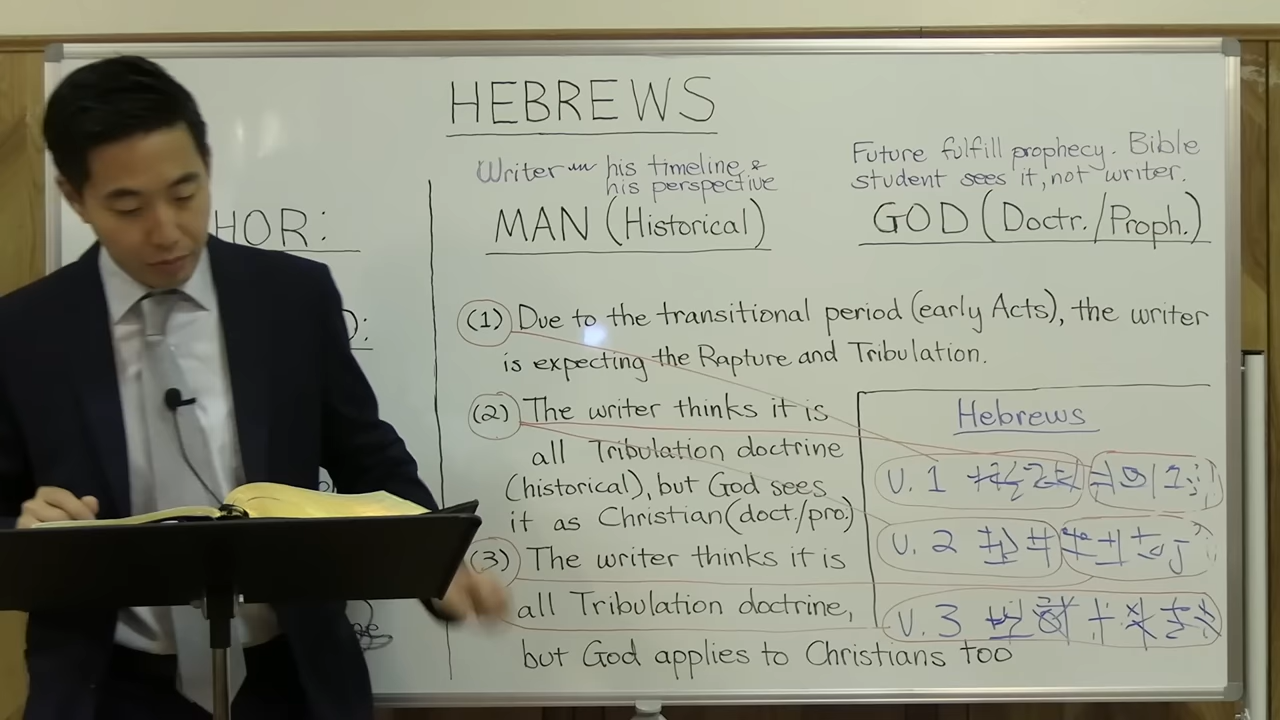 HEBREWS
Writer in his timeline &
his perspective
MAN (Historical)
Future fulfill prophecy. Bible
student sees it, not writer.
GOD (Doctr./Proph.)
HOR:
D:
(1) Due to the transitional period (early Acts), the writer
is expecting the Rapture and Tribulation.
(2) The writer thinks it is
all Tribulation doctrine
(historical), but God sees
it as Christian (doct./pro.)
(3) The writer thinks it is
all Tribulation doctrine,
but God applies to Christians too
Hebrews
V. 1
V. 2
V. 3